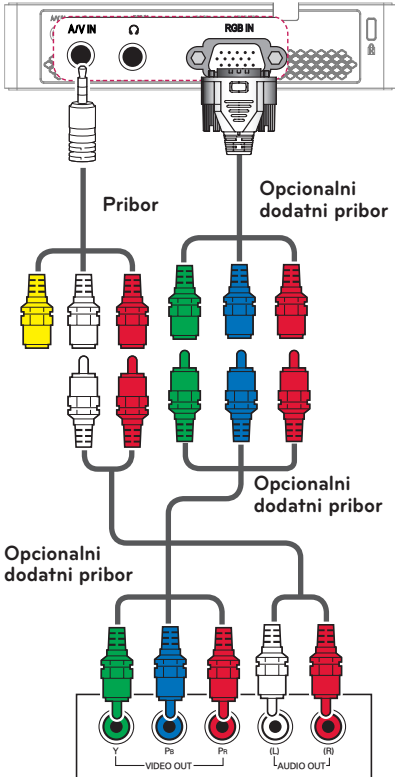 A/V IN
RGB IN
Pribor
Opcionalni
dodatni pribor
Opcionalni
dodatni pribor
Opcionalni
dodatni pribor
Y
PB
PR
(L)
(R)
VIDEO OUT
AUDIO OUT